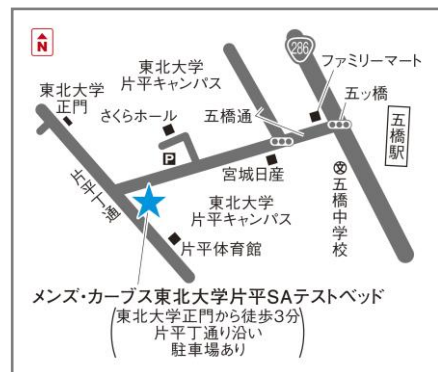 N
286
ファミリーマート
東北大学
片平キャンパス
東北大学
正門
さくらホール
五橋通
五ッ橋
五橋駅
P
宮城日産
文
五橋中学校
片平丁通
東北大学
片平キャンパス
片平体育館
メンズ・カーブス東北大学片平SAテストベッド
(東北大学正門から徒歩3分
片平丁通り沿い
駐車場あり)